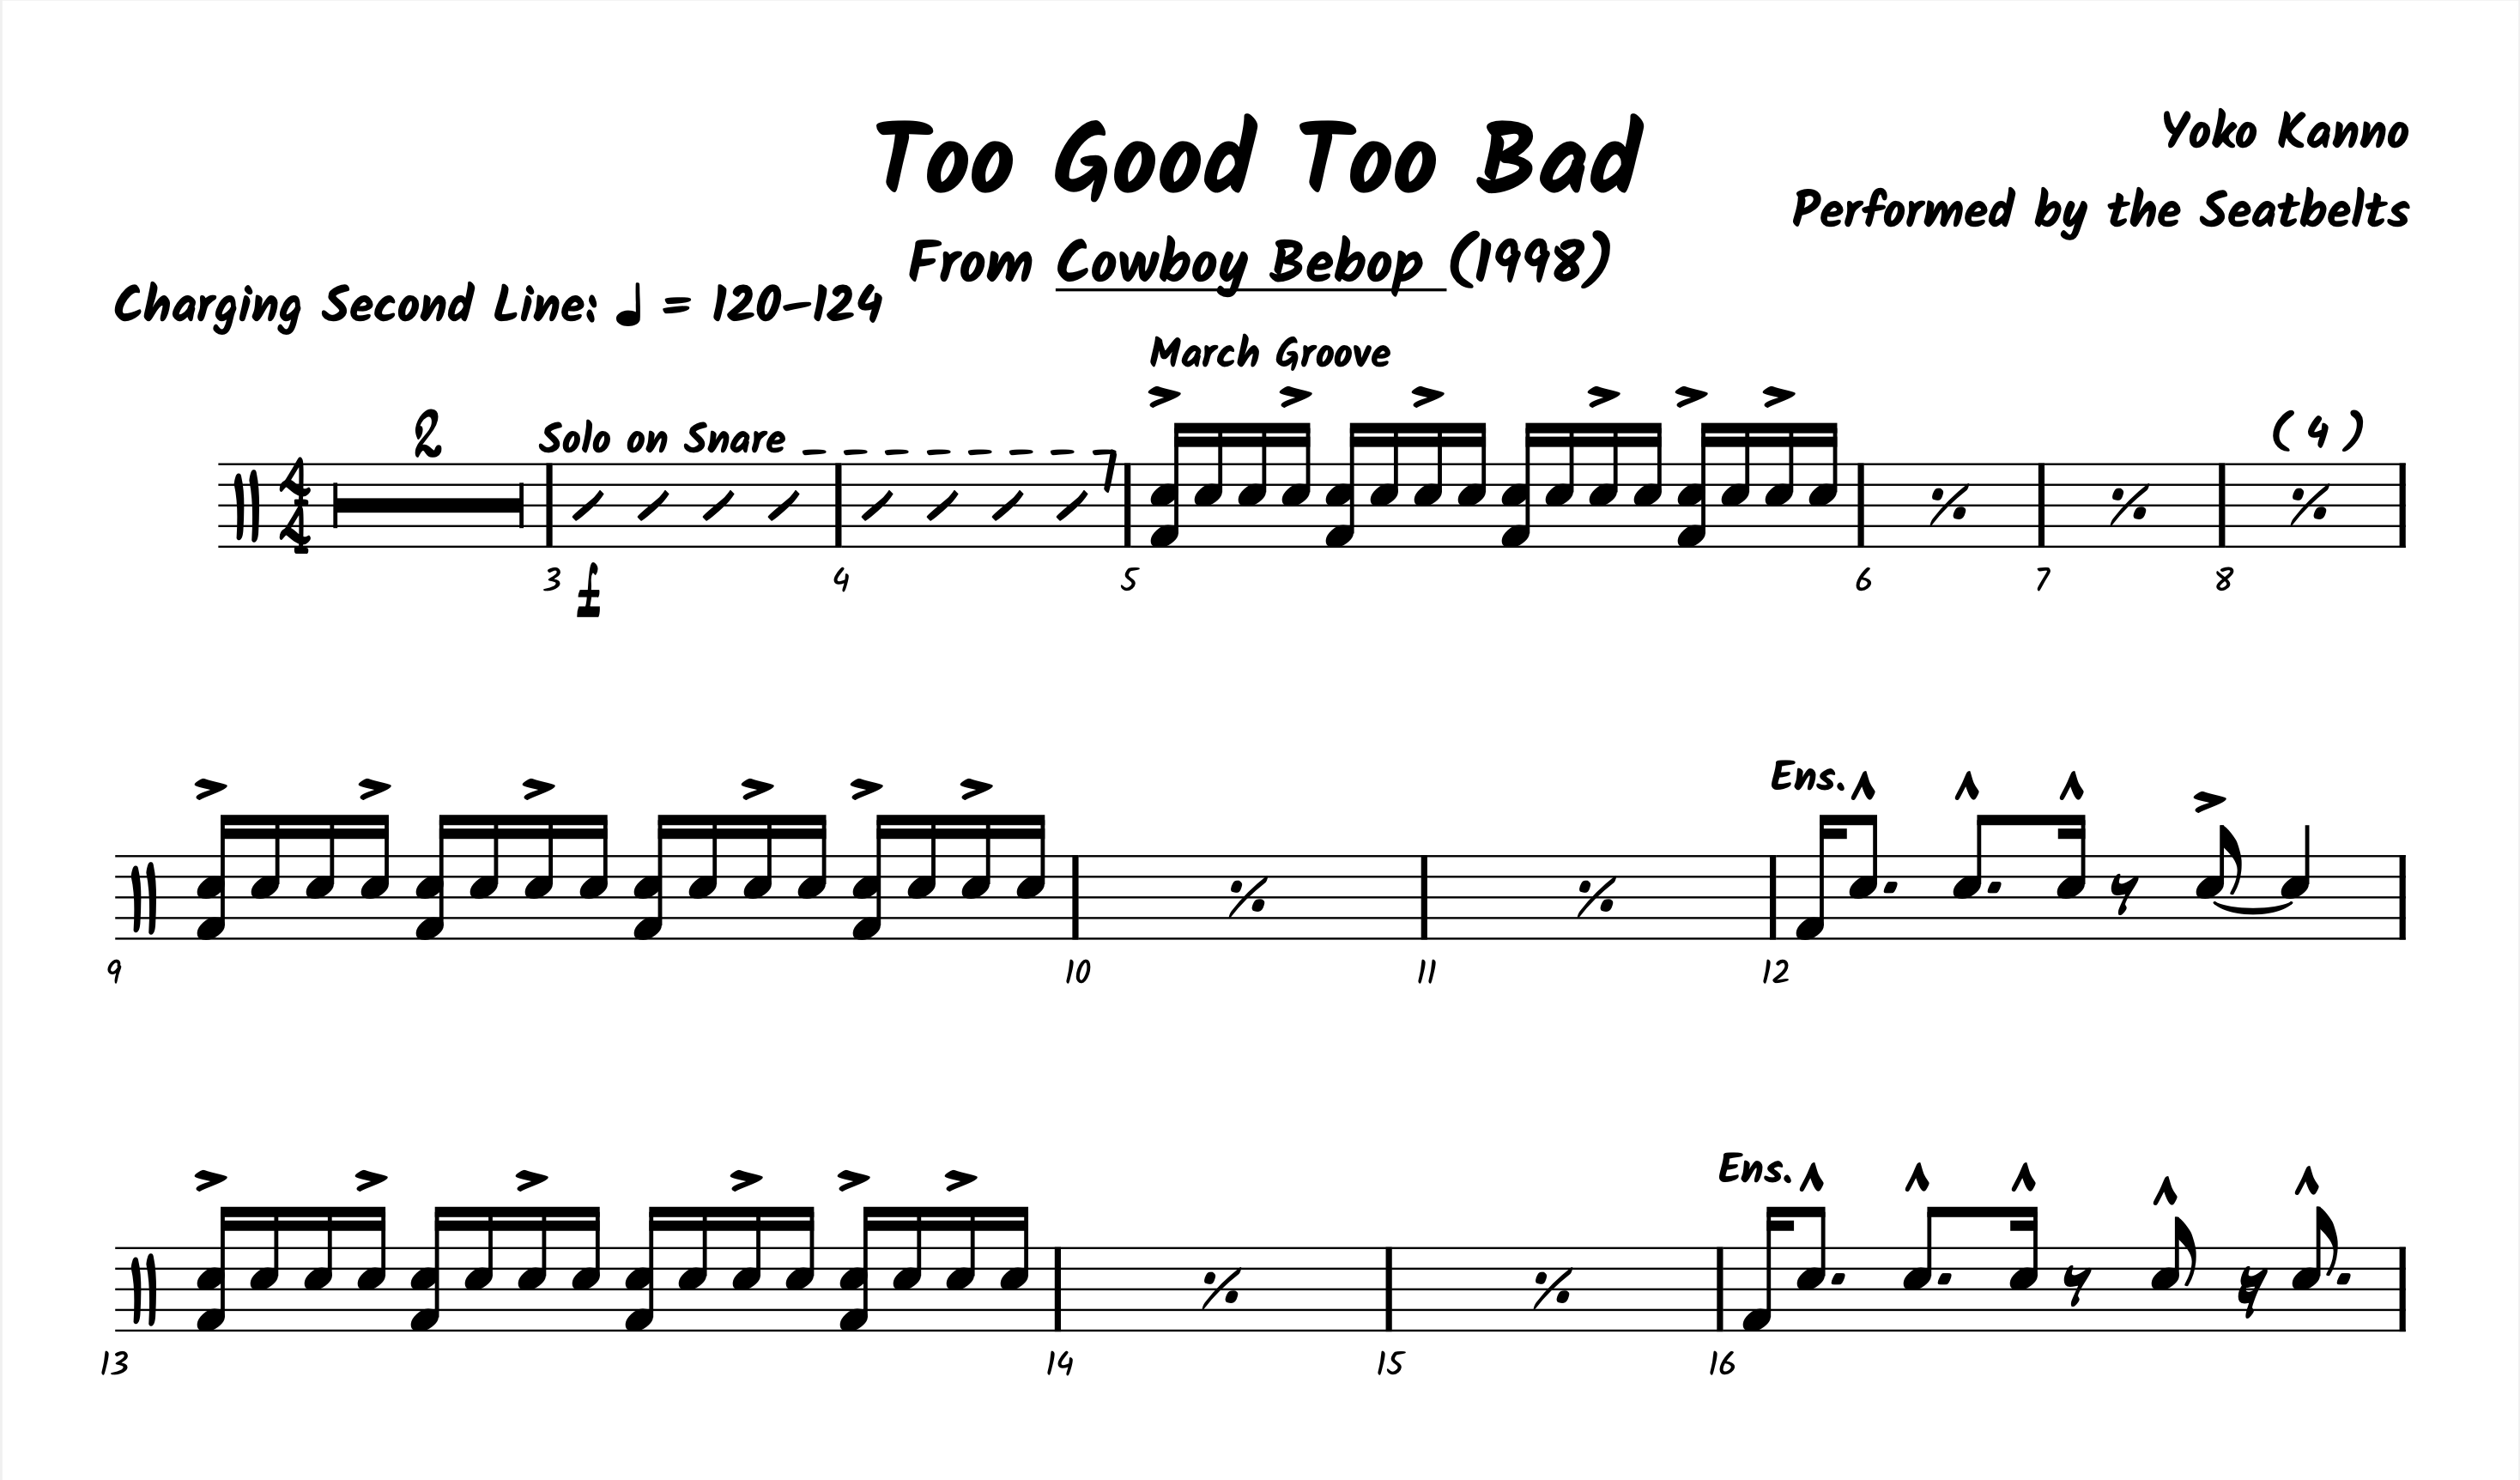 Too Good Too Bad
Yoko Kanno
Performed by the Seatbelts
From Cowboy Bebop (1998)
Charging Second Line: ♩ = 120-124
March Groove
2
Solo on Snare
(4)
4
4
3 f 4 5 6 7 8
Ens.
9 10 11 12
Ens.
13 14 15 16